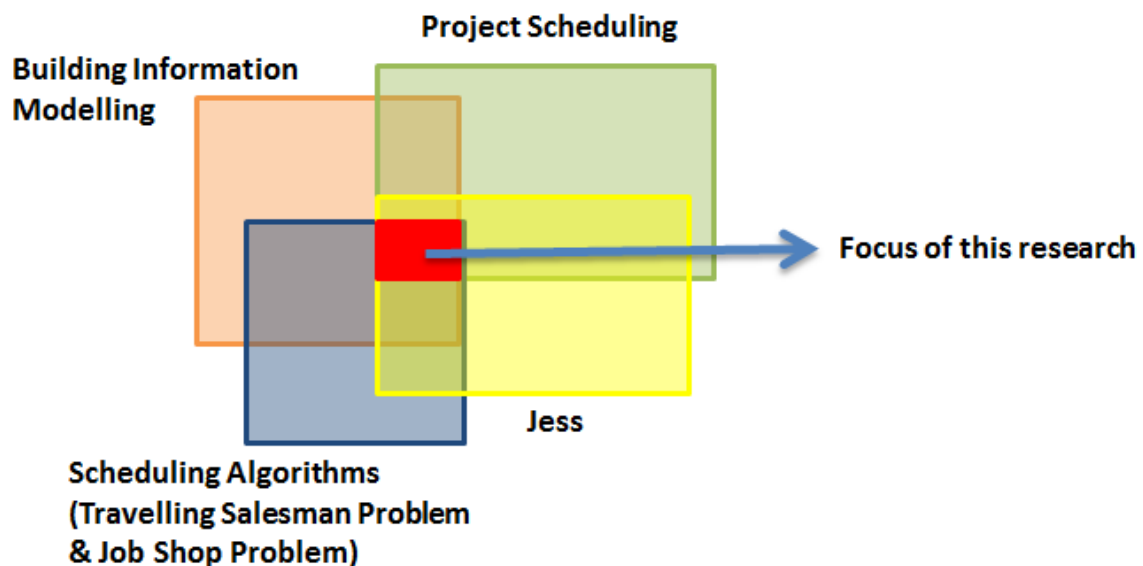 Project Scheduling
Building Information
Modelling
Focus of this research
Jess
Scheduling Algorithms
(Travelling Salesman Problem
& Job Shop Problem)